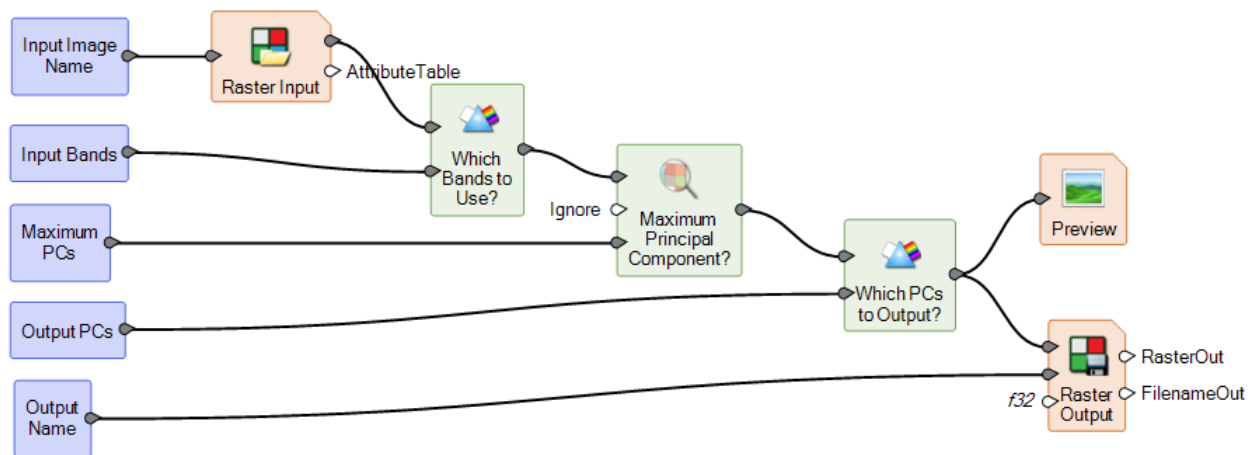 Input Image
Name
Raster Input
AttributeTable
Input Bands
Which
Bands to
Use?
Maximum
PCs
Ignore
Maximum
Principal
Component?
Preview
Output PCs
Which PCs
to Output?
Output
Name
f32
Raster
Output
RasterOut
FilenameOut